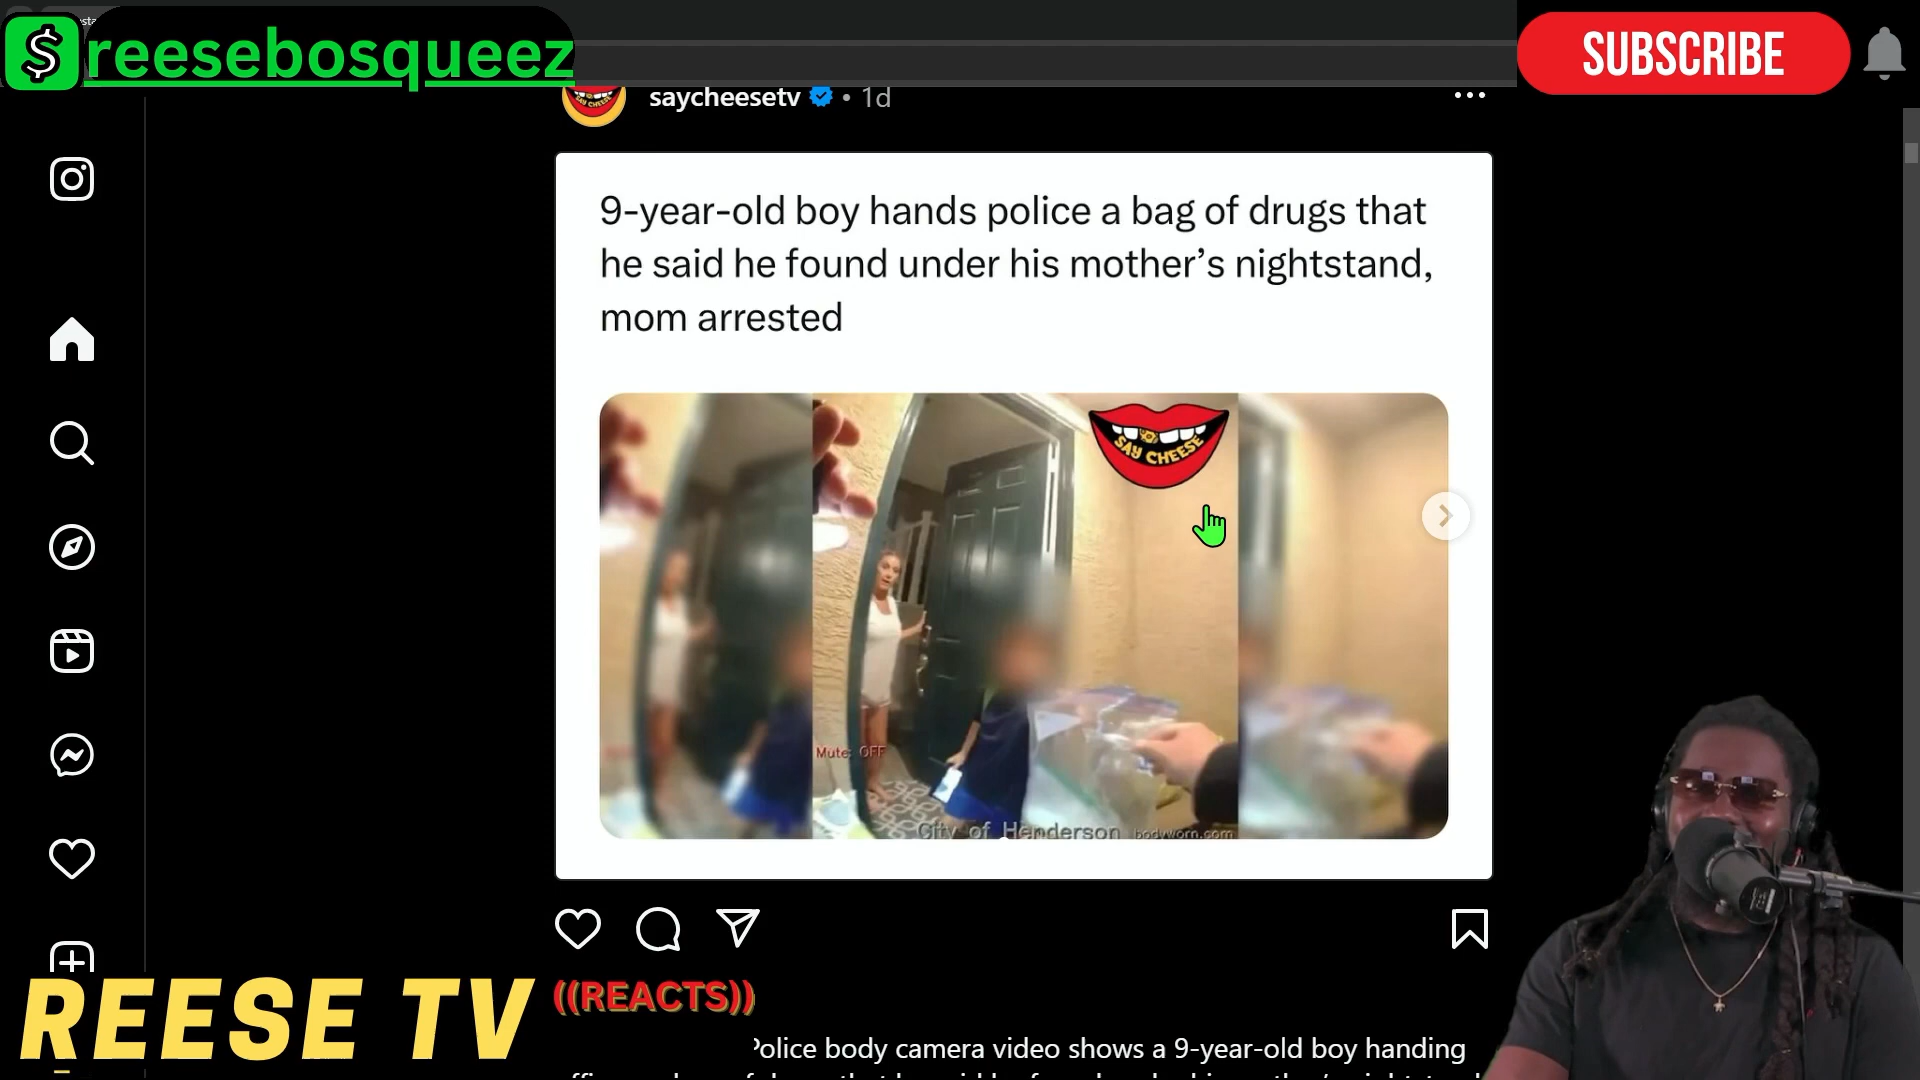 reesebosqueez
SUBSCRIBE
saycheesetv • 1d
9-year-old boy hands police a bag of drugs that
he said he found under his mother’s nightstand,
mom arrested
SAY CHEESE
Mute: OFF
City of Henderson bodyworn.com
REESE TV
((REACTS))
Police body camera video shows a 9-year-old boy handing